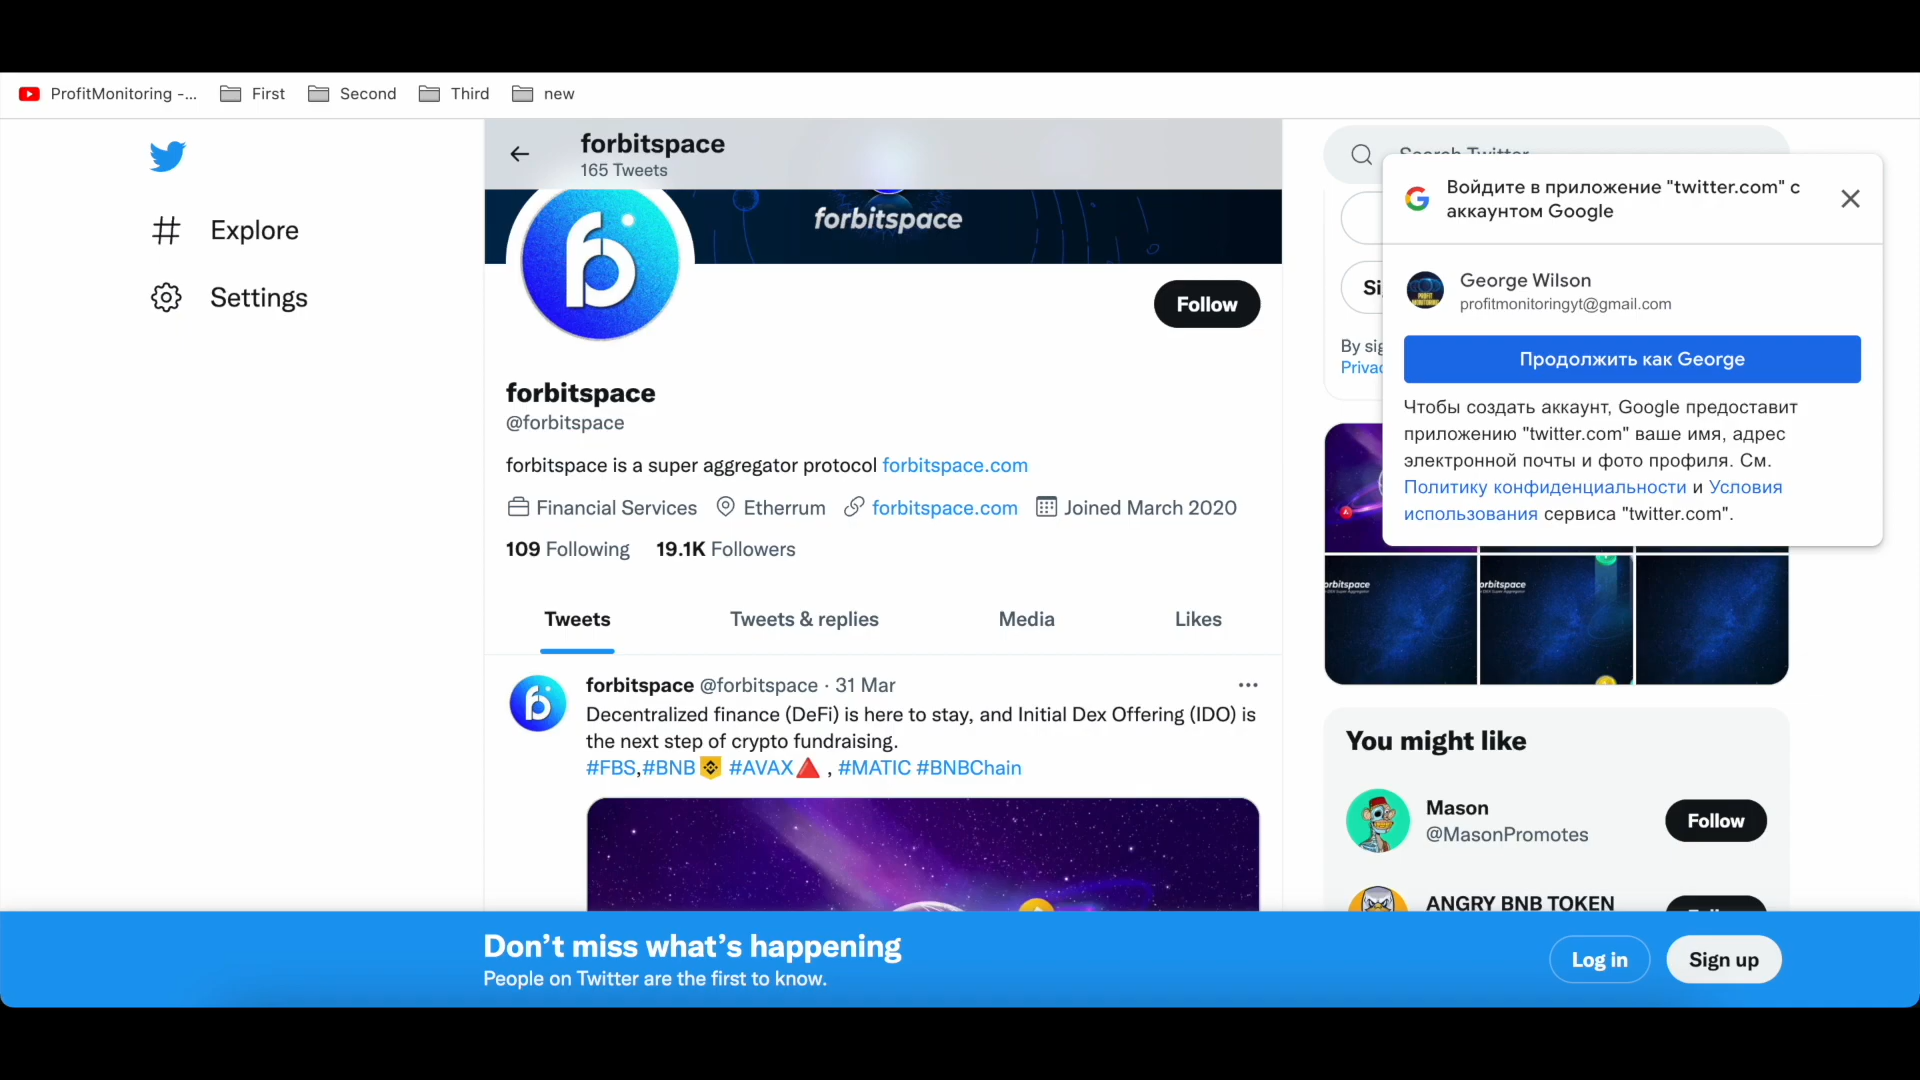 ProfitMonitoring -...
First
Second
Third
new
forbitspace
165 Tweets
Explore
Settings
forbitspace
Follow
forbitspace
@forbitspace
forbitspace is a super aggregator protocol forbitspace.com
Financial Services
Etherrum
forbitspace.com
Joined March 2020
109 Following
19.1K Followers
Tweets
Tweets & replies
Media
Likes
forbitspace @forbitspace · 31 Mar
Decentralized finance (DeFi) is here to stay, and Initial Dex Offering (IDO) is
the next step of crypto fundraising.
#FBS,#BNB #AVAX , #MATIC #BNBChain
Search Twitter
Войдите в приложение "twitter.com" с
аккаунтом Google
George Wilson
profitmonitoringyt@gmail.com
Продолжить как George
Чтобы создать аккаунт, Google предоставит
приложению "twitter.com" ваше имя, адрес
электронной почты и фото профиля. См.
Политику конфиденциальности и Условия
использования сервиса "twitter.com".
Si
By sig
Privac
orbitspace
orbitspace
You might like
Mason
@MasonPromotes
Follow
ANGRY BNB TOKEN
Don't miss what's happening
People on Twitter are the first to know.
Log in
Sign up